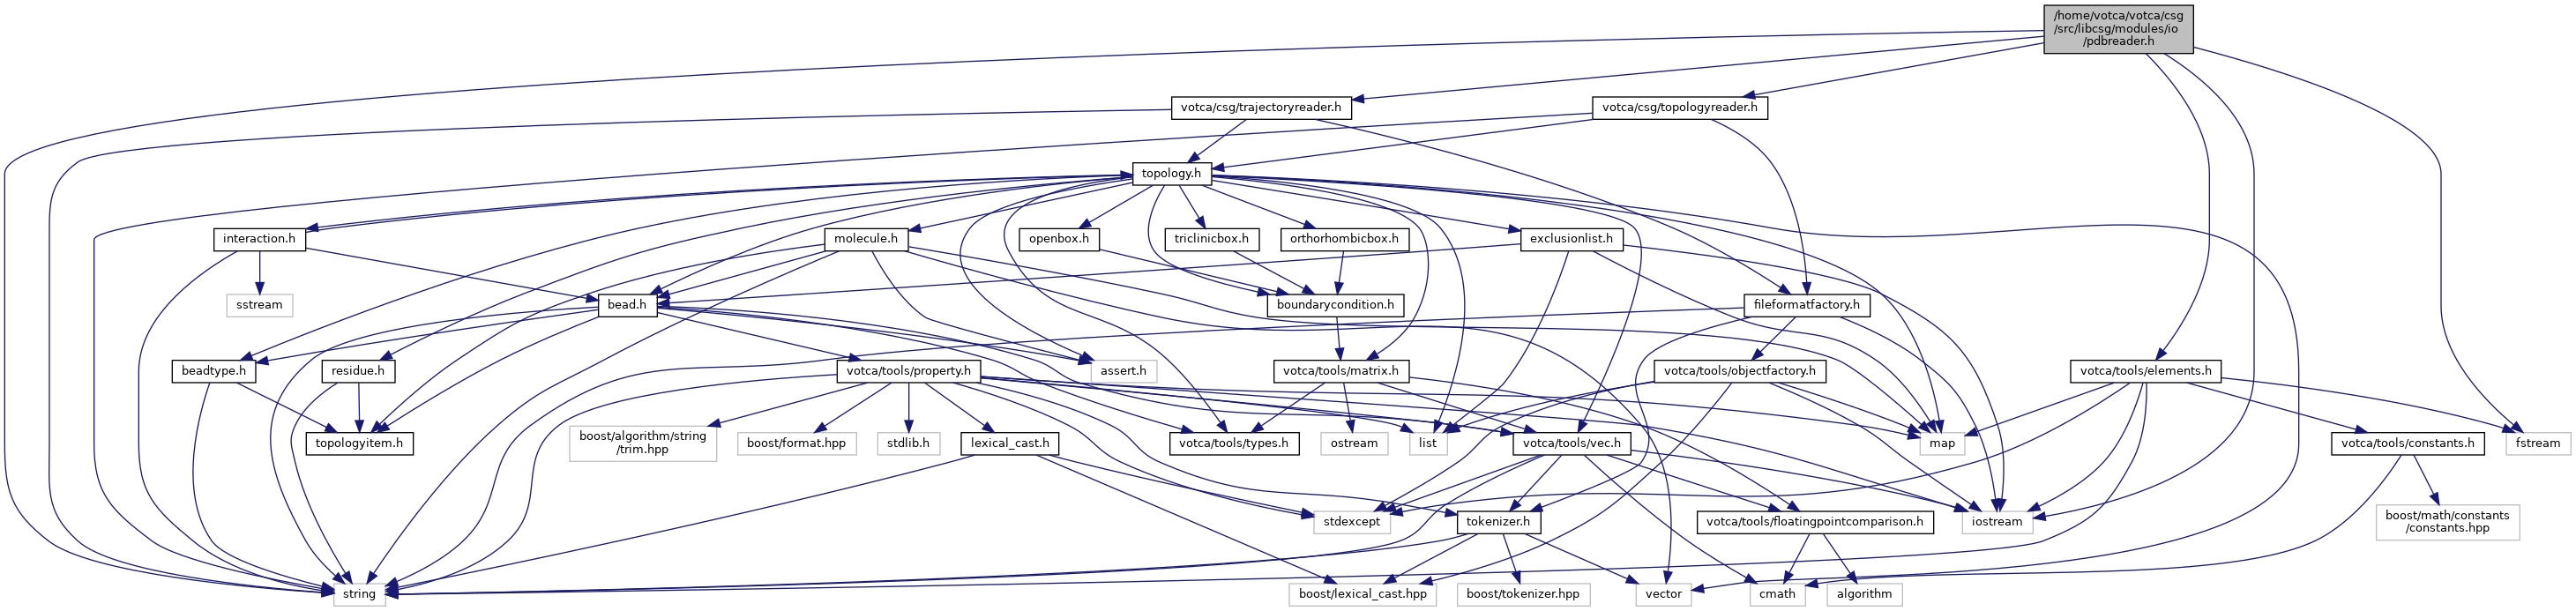 /home/votca/votca/csg
/src/libcsg/modules/io
/pdbreader.h
votca/csg/trajectoryreader.h
votca/csg/topologyreader.h
topology.h
interaction.h
molecule.h
openbox.h
triclinicbox.h
orthorhombicbox.h
exclusionlist.h
sstream
bead.h
boundarycondition.h
fileformatfactory.h
beadtype.h
residue.h
votca/tools/property.h
assert.h
votca/tools/matrix.h
votca/tools/objectfactory.h
votca/tools/elements.h
topologyitem.h
boost/algorithm/string
/trim.hpp
boost/format.hpp
stdlib.h
lexical_cast.h
votca/tools/types.h
ostream
list
votca/tools/vec.h
map
votca/tools/constants.h
fstream
stdexcept
tokenizer.h
votca/tools/floatingpointcomparison.h
iostream
boost/math/constants
/constants.hpp
string
boost/lexical_cast.hpp
boost/tokenizer.hpp
vector
cmath
algorithm